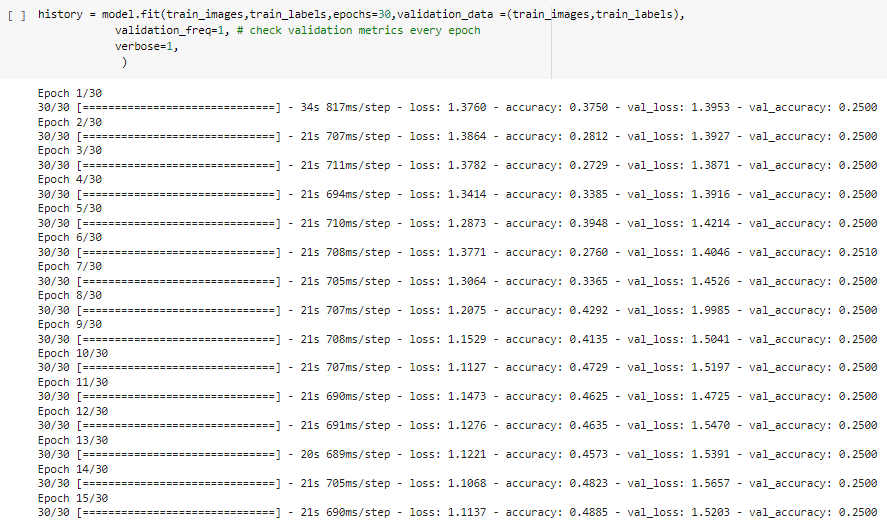 [ ] history = model.fit(train_images,train_labels,epochs=30,validation_data =(train_images,train_labels),
validation_freq=1, # check validation metrics every epoch
verbose=1,
)
Epoch 1/30
30/30 [==============================] - 34s 817ms/step - loss: 1.3760 - accuracy: 0.3750 - val_loss: 1.3953 - val_accuracy: 0.2500
Epoch 2/30
30/30 [==============================] - 21s 707ms/step - loss: 1.3864 - accuracy: 0.2812 - val_loss: 1.3927 - val_accuracy: 0.2500
Epoch 3/30
30/30 [==============================] - 21s 711ms/step - loss: 1.3782 - accuracy: 0.2729 - val_loss: 1.3871 - val_accuracy: 0.2500
Epoch 4/30
30/30 [==============================] - 21s 694ms/step - loss: 1.3414 - accuracy: 0.3385 - val_loss: 1.3916 - val_accuracy: 0.2500
Epoch 5/30
30/30 [==============================] - 21s 710ms/step - loss: 1.2873 - accuracy: 0.3948 - val_loss: 1.4214 - val_accuracy: 0.2500
Epoch 6/30
30/30 [==============================] - 21s 708ms/step - loss: 1.3771 - accuracy: 0.2760 - val_loss: 1.4046 - val_accuracy: 0.2510
Epoch 7/30
30/30 [==============================] - 21s 705ms/step - loss: 1.3064 - accuracy: 0.3365 - val_loss: 1.4526 - val_accuracy: 0.2500
Epoch 8/30
30/30 [==============================] - 21s 707ms/step - loss: 1.2075 - accuracy: 0.4292 - val_loss: 1.9985 - val_accuracy: 0.2500
Epoch 9/30
30/30 [==============================] - 21s 708ms/step - loss: 1.1529 - accuracy: 0.4135 - val_loss: 1.5041 - val_accuracy: 0.2500
Epoch 10/30
30/30 [==============================] - 21s 707ms/step - loss: 1.1127 - accuracy: 0.4729 - val_loss: 1.5197 - val_accuracy: 0.2500
Epoch 11/30
30/30 [==============================] - 21s 690ms/step - loss: 1.1473 - accuracy: 0.4625 - val_loss: 1.4725 - val_accuracy: 0.2500
Epoch 12/30
30/30 [==============================] - 21s 691ms/step - loss: 1.1276 - accuracy: 0.4635 - val_loss: 1.5470 - val_accuracy: 0.2500
Epoch 13/30
30/30 [==============================] - 20s 689ms/step - loss: 1.1221 - accuracy: 0.4573 - val_loss: 1.5391 - val_accuracy: 0.2500
Epoch 14/30
30/30 [==============================] - 21s 705ms/step - loss: 1.1068 - accuracy: 0.4823 - val_loss: 1.5657 - val_accuracy: 0.2500
Epoch 15/30
30/30 [==============================] - 21s 690ms/step - loss: 1.1137 - accuracy: 0.4885 - val_loss: 1.5203 - val_accuracy: 0.2500